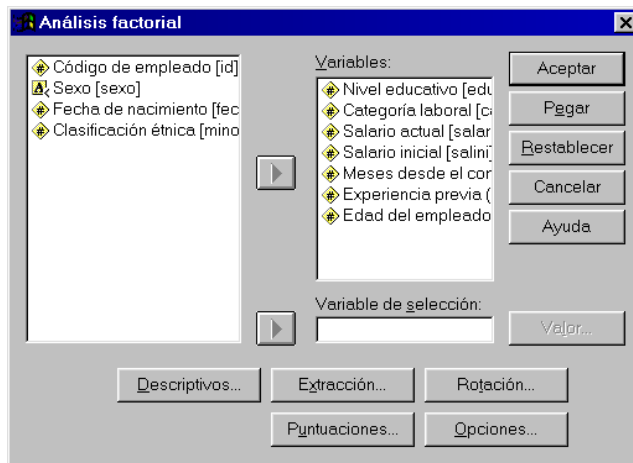 Análisis factorial
Código de empleado [id]
Sexo [sexo]
Fecha de nacimiento [fec
Clasificación étnica [mino
Variables:
Nivel educativo [edu
Categoría laboral [ca
Salario actual [salar
Salario inicial [salini]
Meses desde el con
Experiencia previa (
Edad del empleado
Variable de selección:
Aceptar
Pegar
Restablecer
Cancelar
Ayuda
Valor...
Descriptivos...
Extracción...
Rotación...
Puntuaciones...
Opciones...